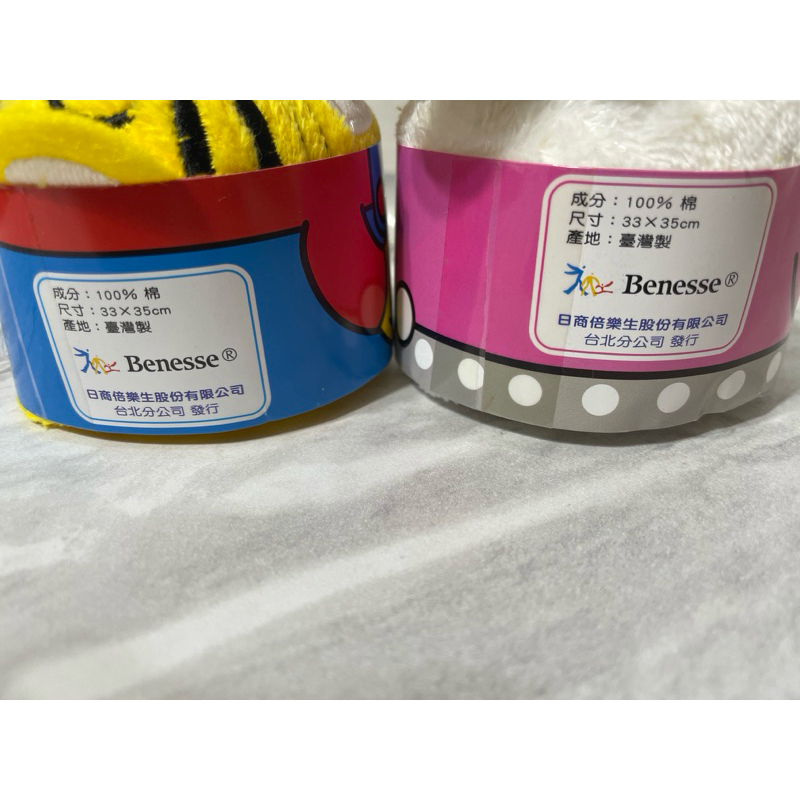 成分：100% 棉
尺寸：33×35cm
產地：臺灣製
Benesse®
日商倍樂生股份有限公司
台北分公司 發行
成分：100% 棉
尺寸：33×35cm
產地：臺灣製
Benesse®
日商倍樂生股份有限公司
台北分公司 發行